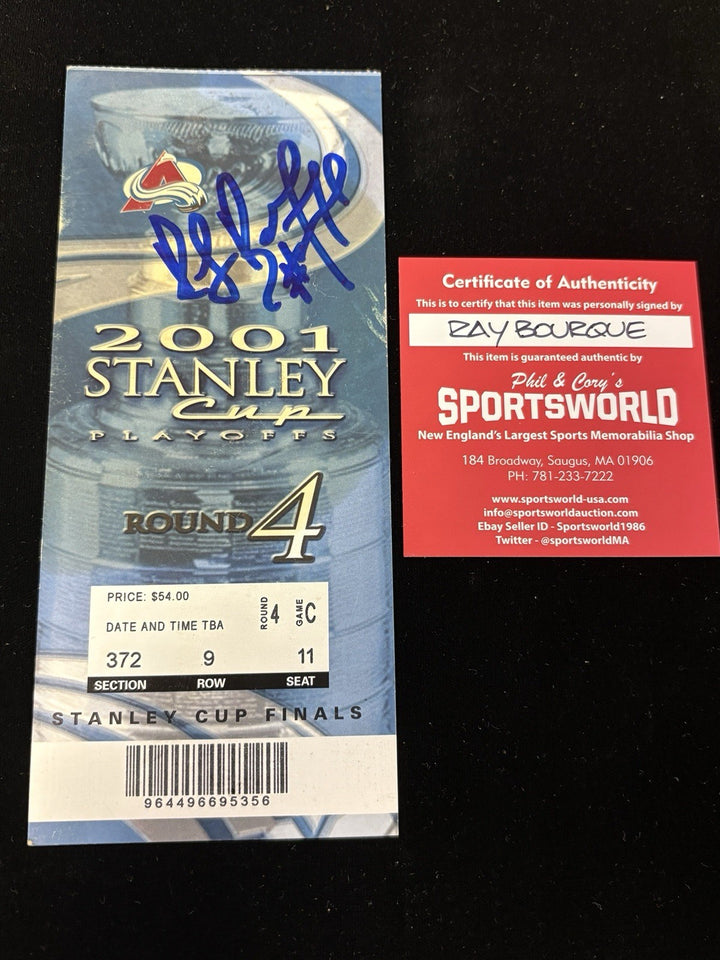 Ray Bourque
2001
STANLEY
Cup
PLAYOFFS
ROUND 4
PRICE: $54.00
DATE AND TIME TBA
ROUND 4 GAME C
372 9 11
SECTION ROW SEAT
STANLEY CUP FINALS
964496695356
Certificate of Authenticity
This is to certify that this item was personally signed by
RAY BOURQUE
This item is guaranteed authentic by
Phil & Cory's
SPORTSWORLD
New England's Largest Sports Memorabilia Shop
184 Broadway, Saugus, MA 01906
PH: 781-233-7222
www.sportsworld-usa.com
info@sportsworldauction.com
Ebay Seller ID - Sportsworld1986
Twitter - @sportsworldMA